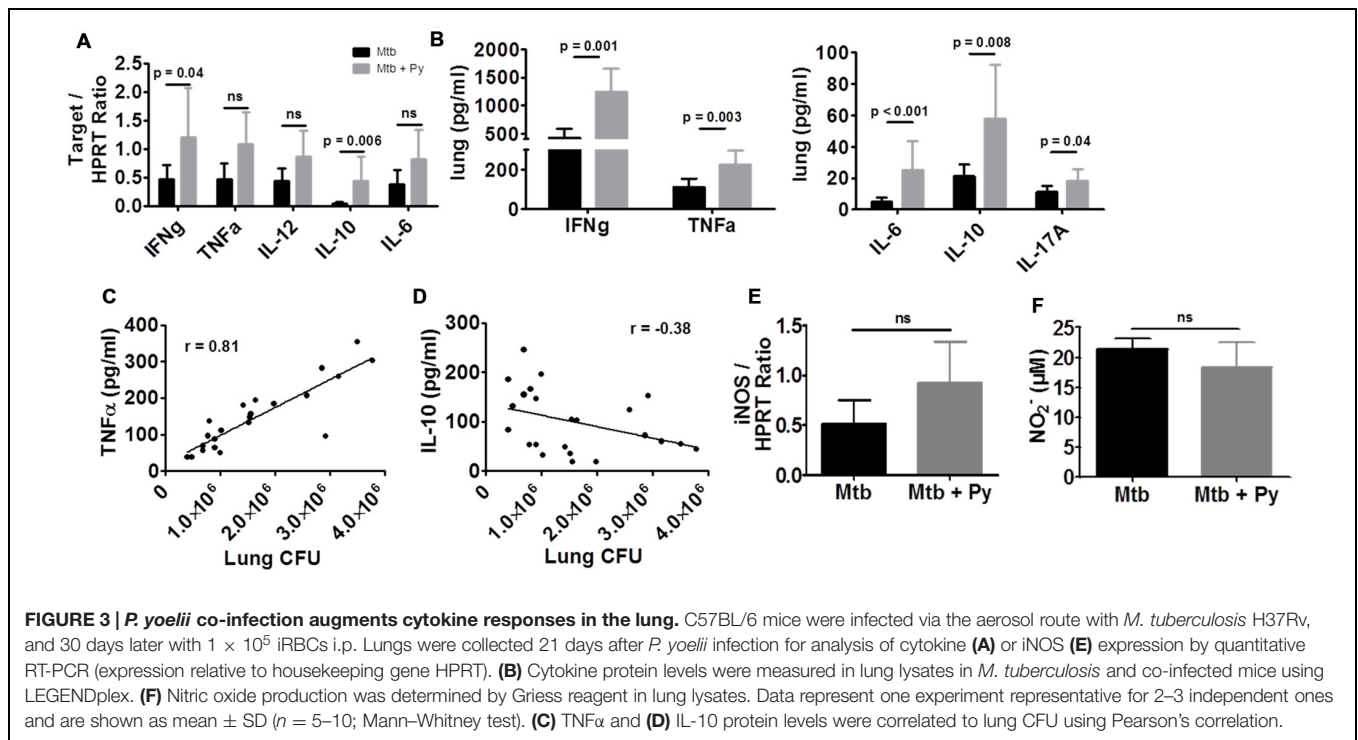 A
Mtb
Mtb + Py
Target /
HPRT Ratio
2.5
2.0
1.5
1.0
0.5
0.0
p = 0.04
ns
ns
p = 0.006
ns
IFNg
TNFa
IL-12
IL-10
IL-6
B
lung (pg/ml)
2000
1500
1000
500
200
0
p = 0.001
p = 0.003
IFNg
TNFa
lung (pg/ml)
100
80
60
40
20
0
p < 0.001
p = 0.008
p = 0.04
IL-6
IL-10
IL-17A
C
TNFα (pg/ml)
400
300
200
100
0
r = 0.81
0
1.0×10⁶
2.0×10⁶
3.0×10⁶
4.0×10⁶
Lung CFU
D
IL-10 (pg/ml)
300
200
100
0
r = -0.38
0
1.0×10⁶
2.0×10⁶
3.0×10⁶
4.0×10⁶
Lung CFU
E
iNOS /
HPRT Ratio
1.5
1.0
0.5
0.0
ns
Mtb
Mtb + Py
F
NO₂⁻ (µM)
25
20
15
10
5
0
ns
Mtb
Mtb + Py
FIGURE 3 | P. yoelii co-infection augments cytokine responses in the lung. C57BL/6 mice were infected via the aerosol route with M. tuberculosis H37Rv,
and 30 days later with 1 × 10⁵ iRBCs i.p. Lungs were collected 21 days after P. yoelii infection for analysis of cytokine (A) or iNOS (E) expression by quantitative
RT-PCR (expression relative to housekeeping gene HPRT). (B) Cytokine protein levels were measured in lung lysates in M. tuberculosis and co-infected mice using
LEGENDplex. (F) Nitric oxide production was determined by Griess reagent in lung lysates. Data represent one experiment representative for 2–3 independent ones
and are shown as mean ± SD (n = 5–10; Mann–Whitney test). (C) TNFα and (D) IL-10 protein levels were correlated to lung CFU using Pearson's correlation.